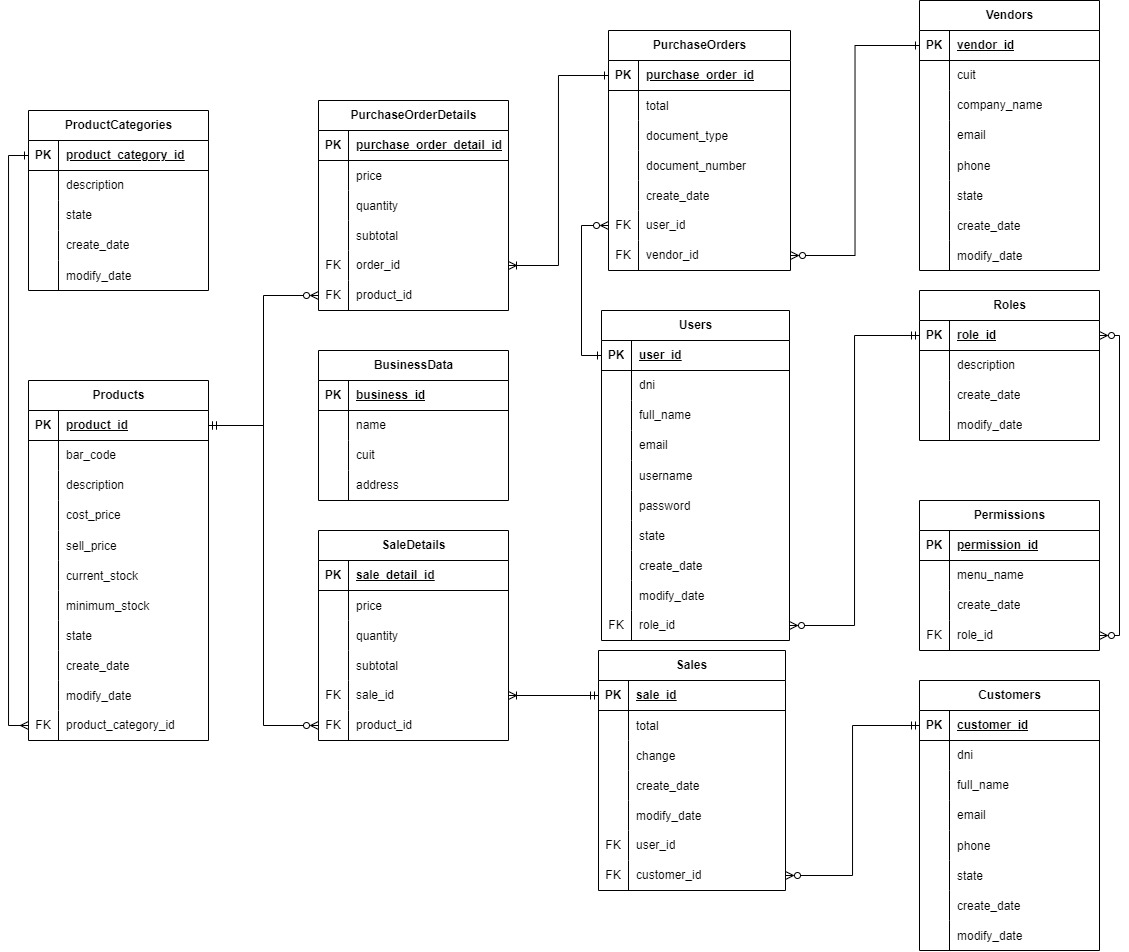 ProductCategories
PK product_category_id
description
state
create_date
modify_date
Products
PK product_id
bar_code
description
cost_price
sell_price
current_stock
minimum_stock
state
create_date
modify_date
FK product_category_id
PurchaseOrderDetails
PK purchase_order_detail_id
price
quantity
subtotal
FK order_id
FK product_id
BusinessData
PK business_id
name
cuit
address
SaleDetails
PK sale_detail_id
price
quantity
subtotal
FK sale_id
FK product_id
PurchaseOrders
PK purchase_order_id
total
document_type
document_number
create_date
FK user_id
FK vendor_id
Users
PK user_id
dni
full_name
email
username
password
state
create_date
modify_date
FK role_id
Sales
PK sale_id
total
change
create_date
modify_date
FK user_id
FK customer_id
Vendors
PK vendor_id
cuit
company_name
email
phone
state
create_date
modify_date
Roles
PK role_id
description
create_date
modify_date
Permissions
PK permission_id
menu_name
create_date
FK role_id
Customers
PK customer_id
dni
full_name
email
phone
state
create_date
modify_date